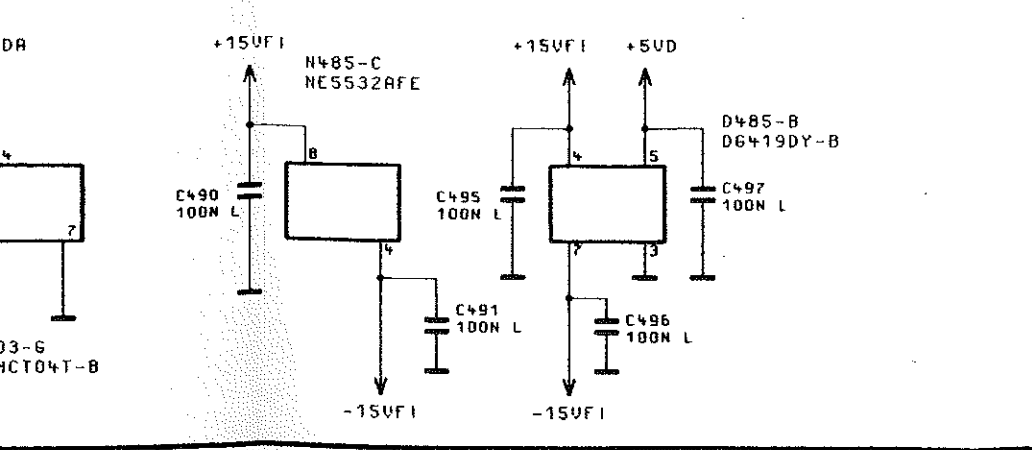 DA
4
7
03-G
HCT04T-B
+15VFI
N485-C
NE5532AFE
8
C490
100N L
4
C491
100N L
-15VFI
+15VFI
+5VD
D485-B
DG419DY-B
4
5
C495
100N L
C497
100N L
7
3
C496
100N L
-15VFI